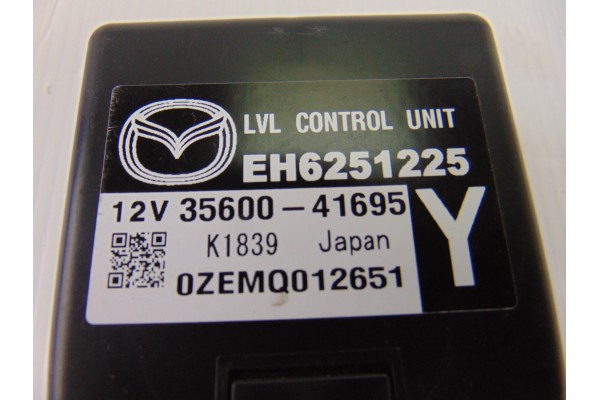 LVL CONTROL UNIT
EH6251225
12V 35600-41695
K1839 Japan
0ZEMQ012651
Y